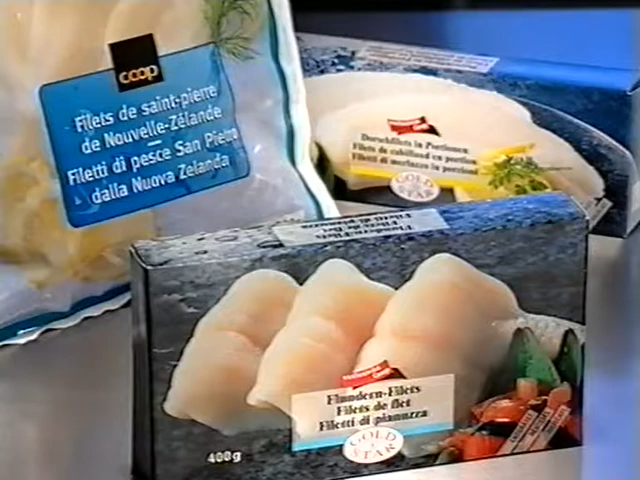 coop
Filets de saint-pierre
de Nouvelle-Zélande
Filetti di pesce San Pietro
dalla Nuova Zelanda
Dorschfilets in Portionen
Filets de cabillaud en portion
Filetti di merluzzo in porzioni
GOLD
STAR
Flundern-Filets
Filets de flet
Filetti di pianuzza
GOLD
STAR
400g